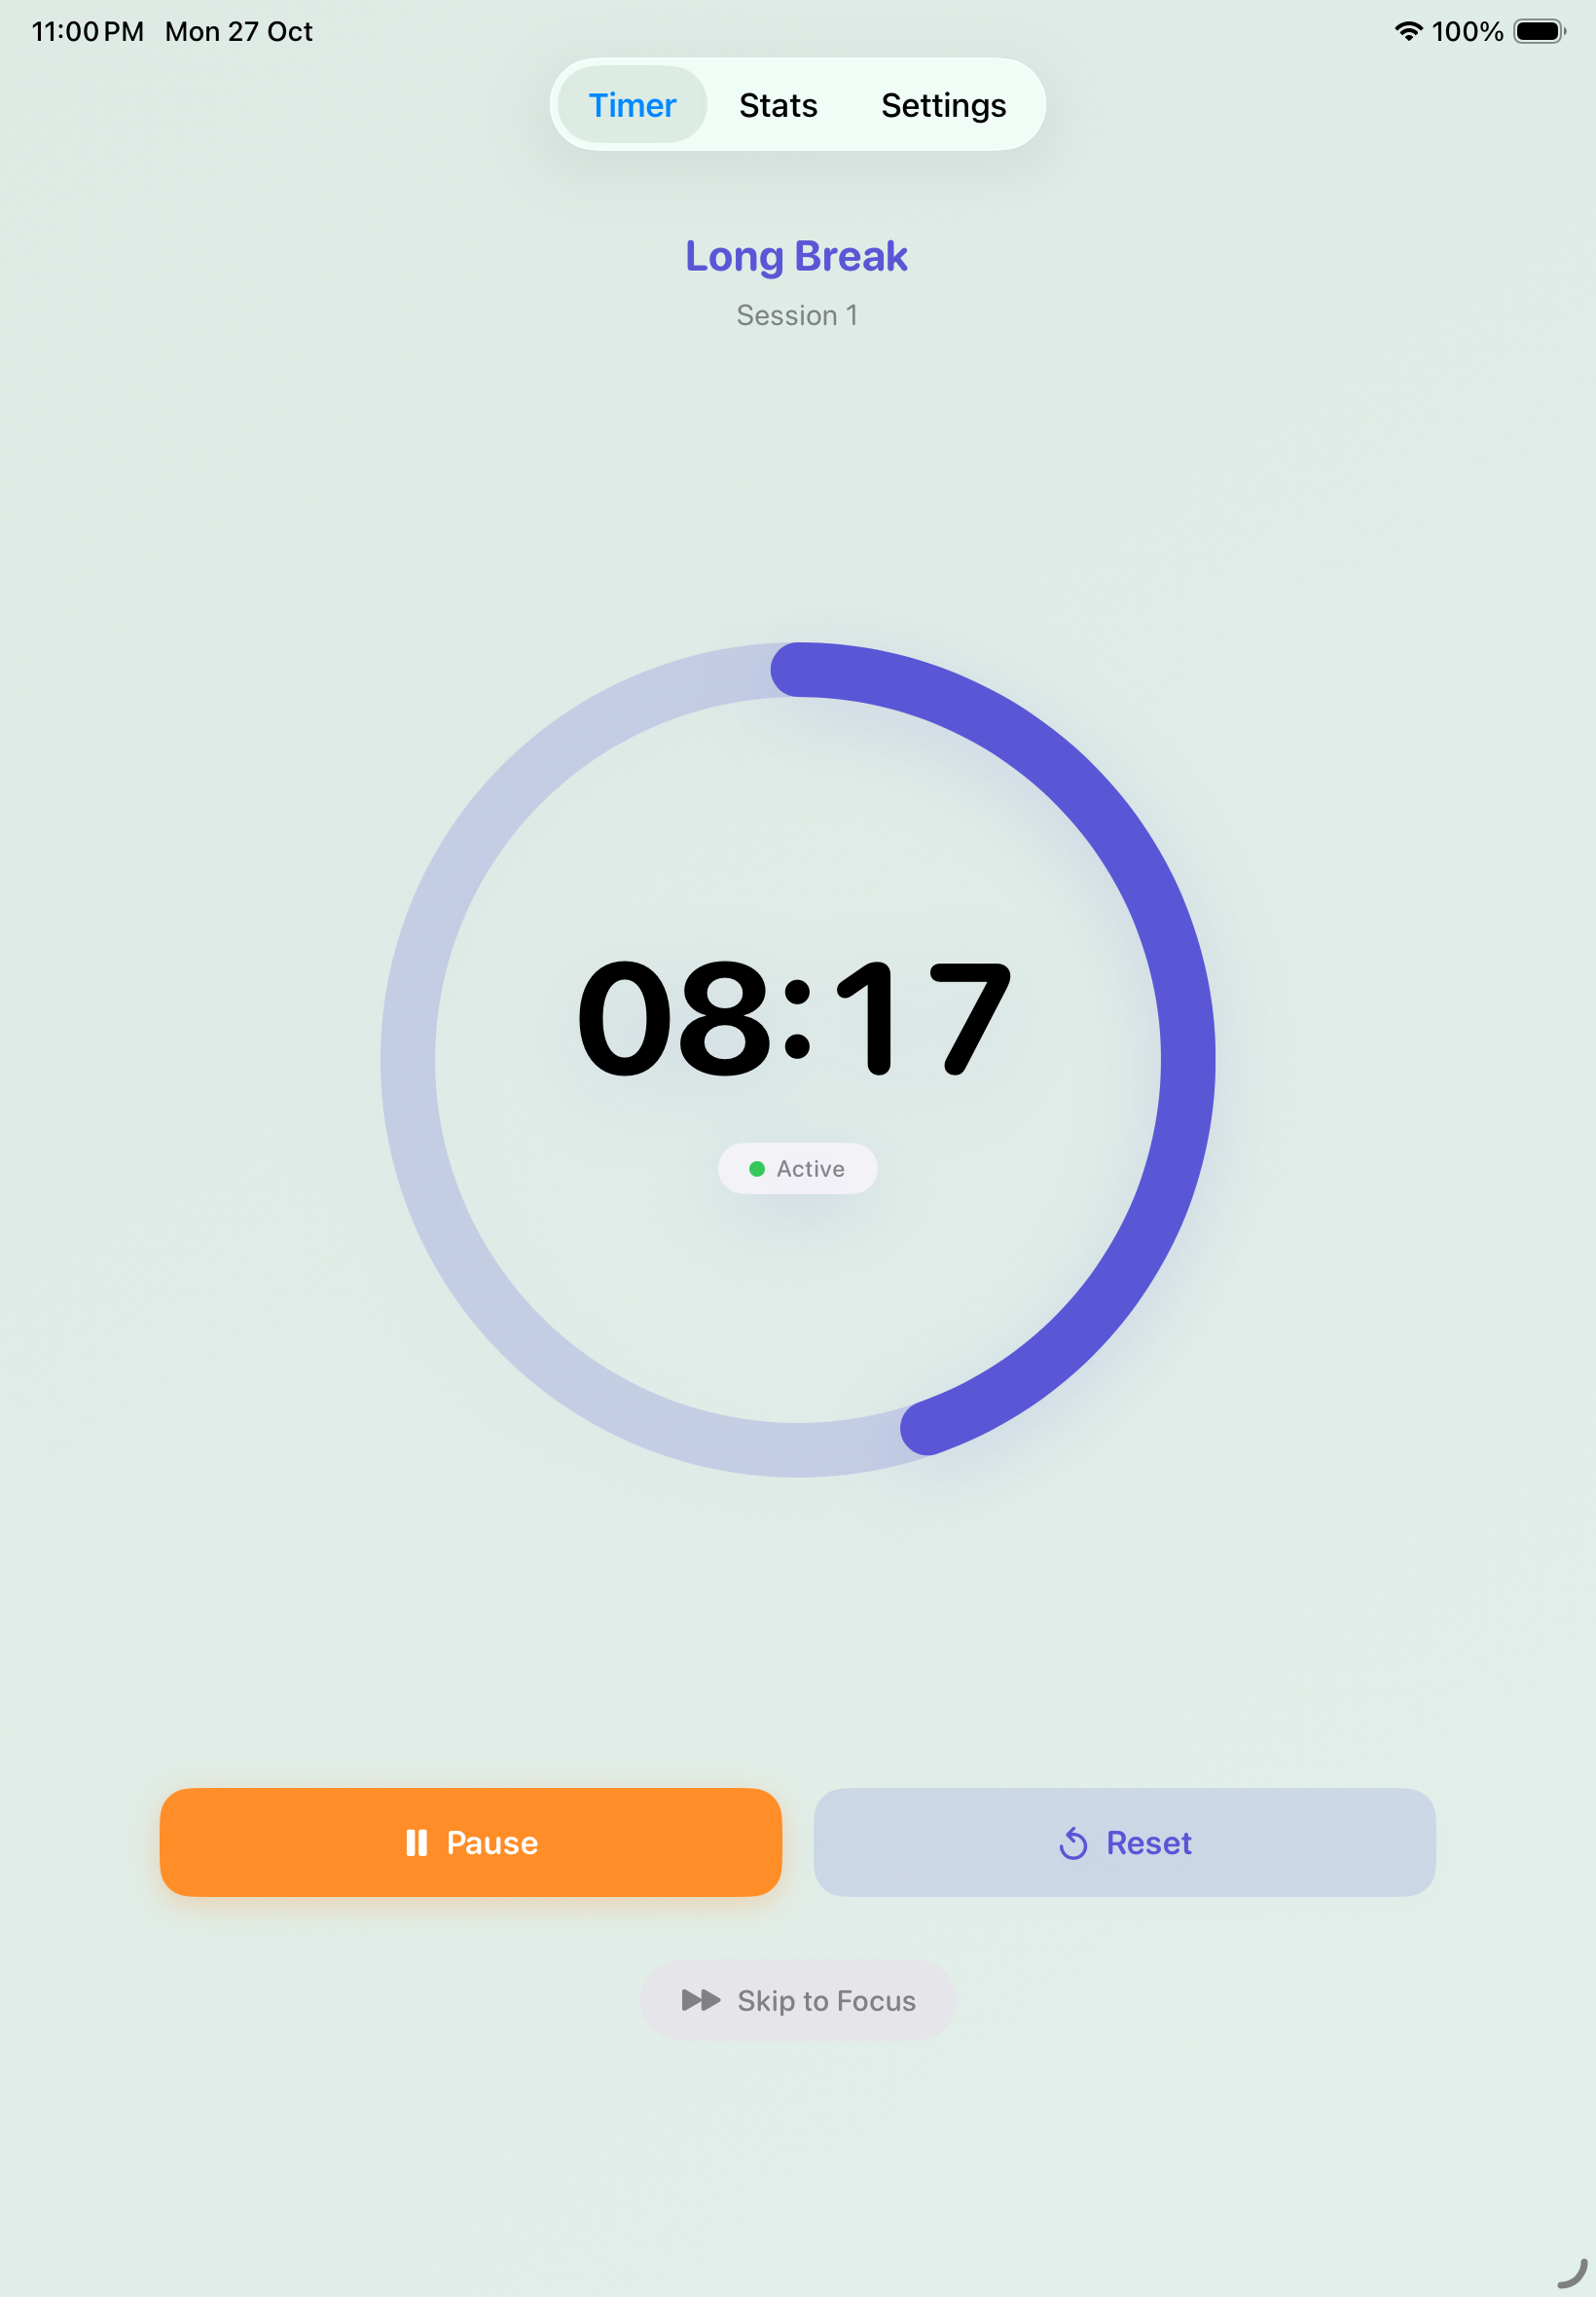 11:00 PM Mon 27 Oct 100%
Timer Stats Settings
Long Break
Session 1
08:17
Active
Pause Reset
Skip to Focus